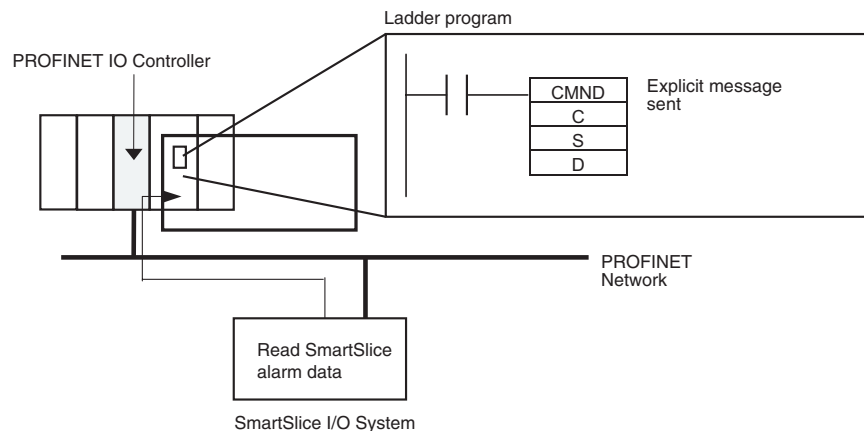 Ladder program
PROFINET IO Controller
CMND
C
S
D
Explicit message
sent
PROFINET
Network
Read SmartSlice
alarm data
SmartSlice I/O System